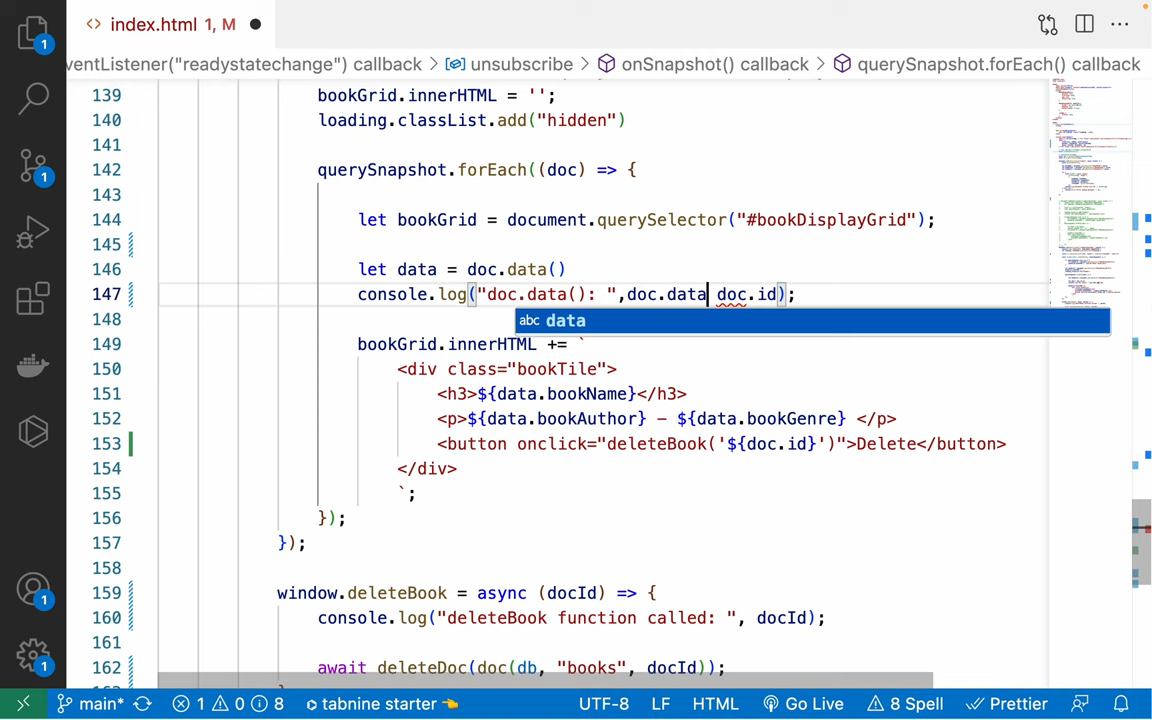 index.html 1, M
ventListener("readystatechange") callback > unsubscribe > onSnapshot() callback > querySnapshot.forEach() callback
139 bookGrid.innerHTML = '';
140 loading.classList.add("hidden")
141
142 querySnapshot.forEach((doc) => {
143
144 let bookGrid = document.querySelector("#bookDisplayGrid");
145
146 let data = doc.data()
147 console.log("doc.data(): ",doc.data doc.id);
abc data
148
149 bookGrid.innerHTML += `
150 <div class="bookTile">
151 <h3>${data.bookName}</h3>
152 <p>${data.bookAuthor} - ${data.bookGenre} </p>
153 <button onclick="deleteBook('${doc.id}')">Delete</button>
154 </div>
155 `;
156 });
157 });
158
159 window.deleteBook = async (docId) => {
160 console.log("deleteBook function called: ", docId);
161
162 await deleteDoc(doc(db, "books", docId));
1
1
1
1
main* 1 0 8 tabnine starter 👈 UTF-8 LF HTML Go Live 8 Spell Prettier